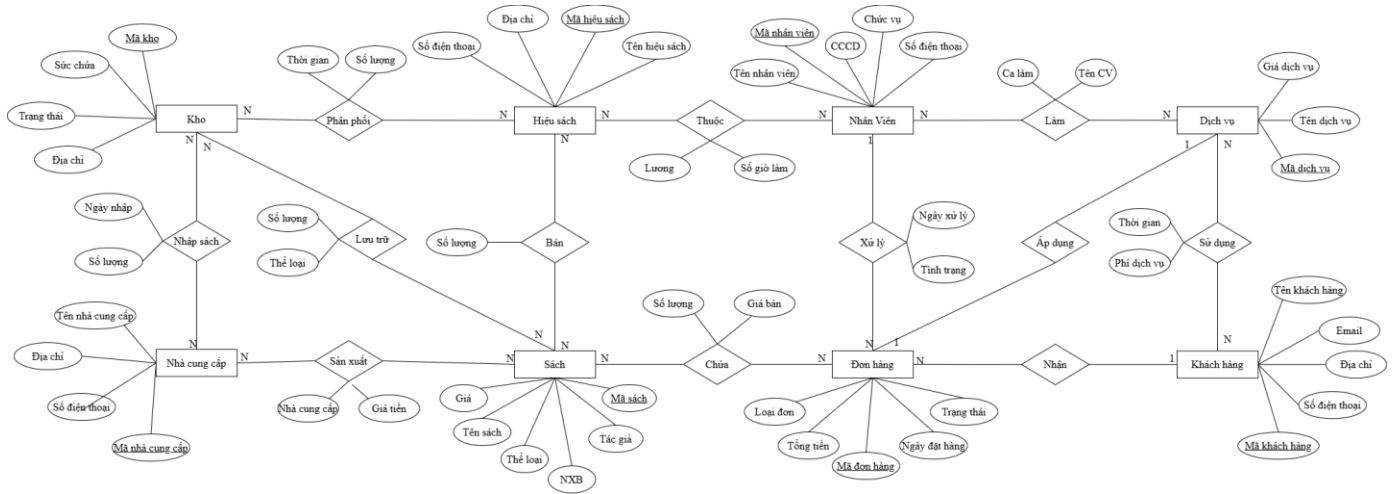 Địa chỉ
Mã hiệu sách
Chức vụ
Mã kho
Mã nhân viên
CCCD
Số điện thoại
Số điện thoại
Tên hiệu sách
Thời gian
Số lượng
Sức chứa
Tên nhân viên
Ca làm
Tên CV
Giá dịch vụ
Trạng thái
Kho
N
Phân phối
N
Hiệu sách
N
Thuộc
N
Nhân Viên
N
Làm
N
Dịch vụ
Tên dịch vụ
N
N
N
1
1
N
Địa chỉ
Lương
Số giờ làm
Mã dịch vụ
Ngày nhập
Số lượng
Ngày xử lý
Thời gian
Nhập sách
Lưu trữ
Số lượng
Bán
Xử lý
Áp dụng
Sử dụng
Số lượng
Thể loại
Tình trạng
Phí dịch vụ
Tên khách hàng
Tên nhà cung cấp
Số lượng
Giá bán
Email
N
N
N
N
1
N
Địa chỉ
Nhà cung cấp
N
Sản xuất
N
Sách
N
Chứa
N
Đơn hàng
N
Nhận
1
Khách hàng
Địa chỉ
Số điện thoại
Nhà cung cấp
Giá tiền
Giá
Mã sách
Loại đơn
Trạng thái
Số điện thoại
Tên sách
Tác giả
Tổng tiền
Ngày đặt hàng
Mã nhà cung cấp
Thể loại
Mã đơn hàng
Mã khách hàng
NXB